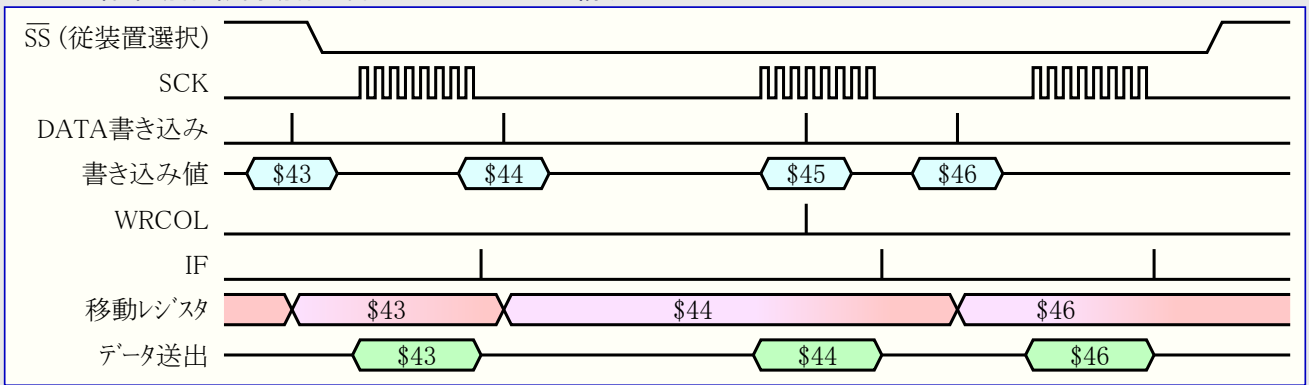 SS (従装置選択)
SCK
DATA書き込み
書き込み値 $43 $44 $45 $46
WRCOL
IF
移動レジスタ $43 $44 $46
データ送出 $43 $44 $46